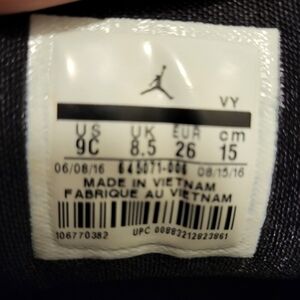 VY
US UK EUR cm
9C 8.5 26 15
06/08/16 645071-006 08/15/16
MADE IN VIETNAM
FABRIQUE AU VIETNAM
106770382 UPC 00883212823861